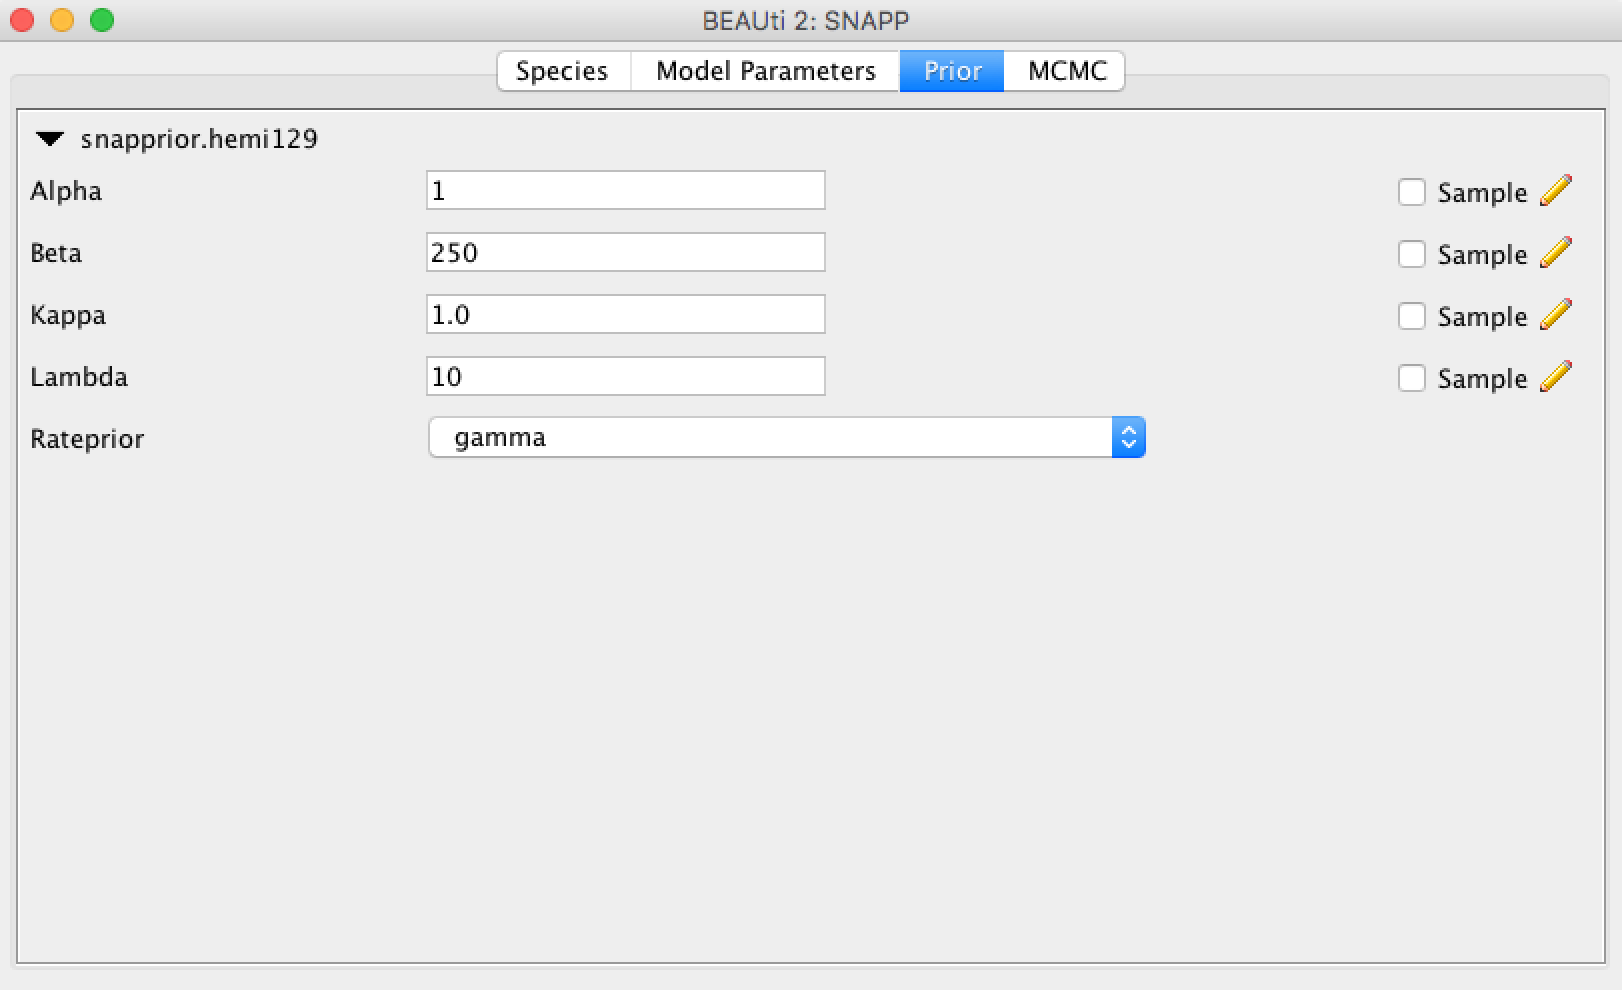 BEAUti 2: SNAPP
Species Model Parameters Prior MCMC
snapprior.hemi129
Alpha 1 Sample
Beta 250 Sample
Kappa 1.0 Sample
Lambda 10 Sample
Rateprior gamma